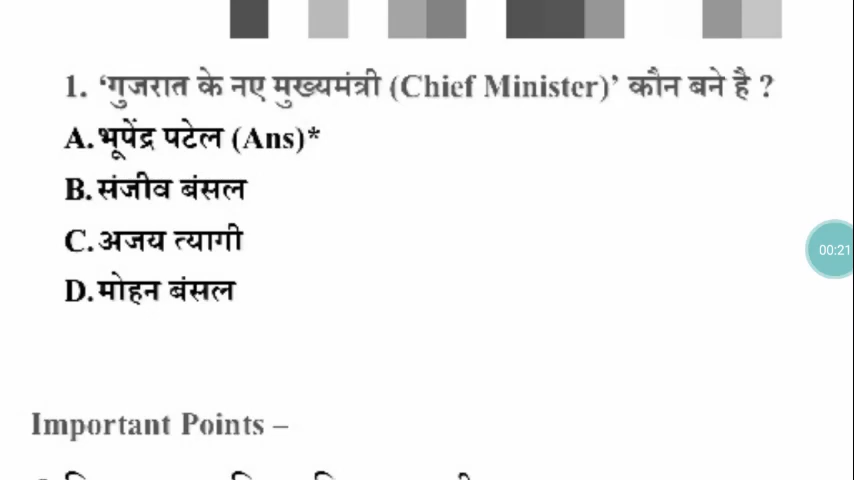 1. ‘गुजरात के नए मुख्यमंत्री (Chief Minister)’ कौन बने है ?
A.भूपेंद्र पटेल (Ans)*
B.संजीव बंसल
C.अजय त्यागी
D.मोहन बंसल
00:21
Important Points –